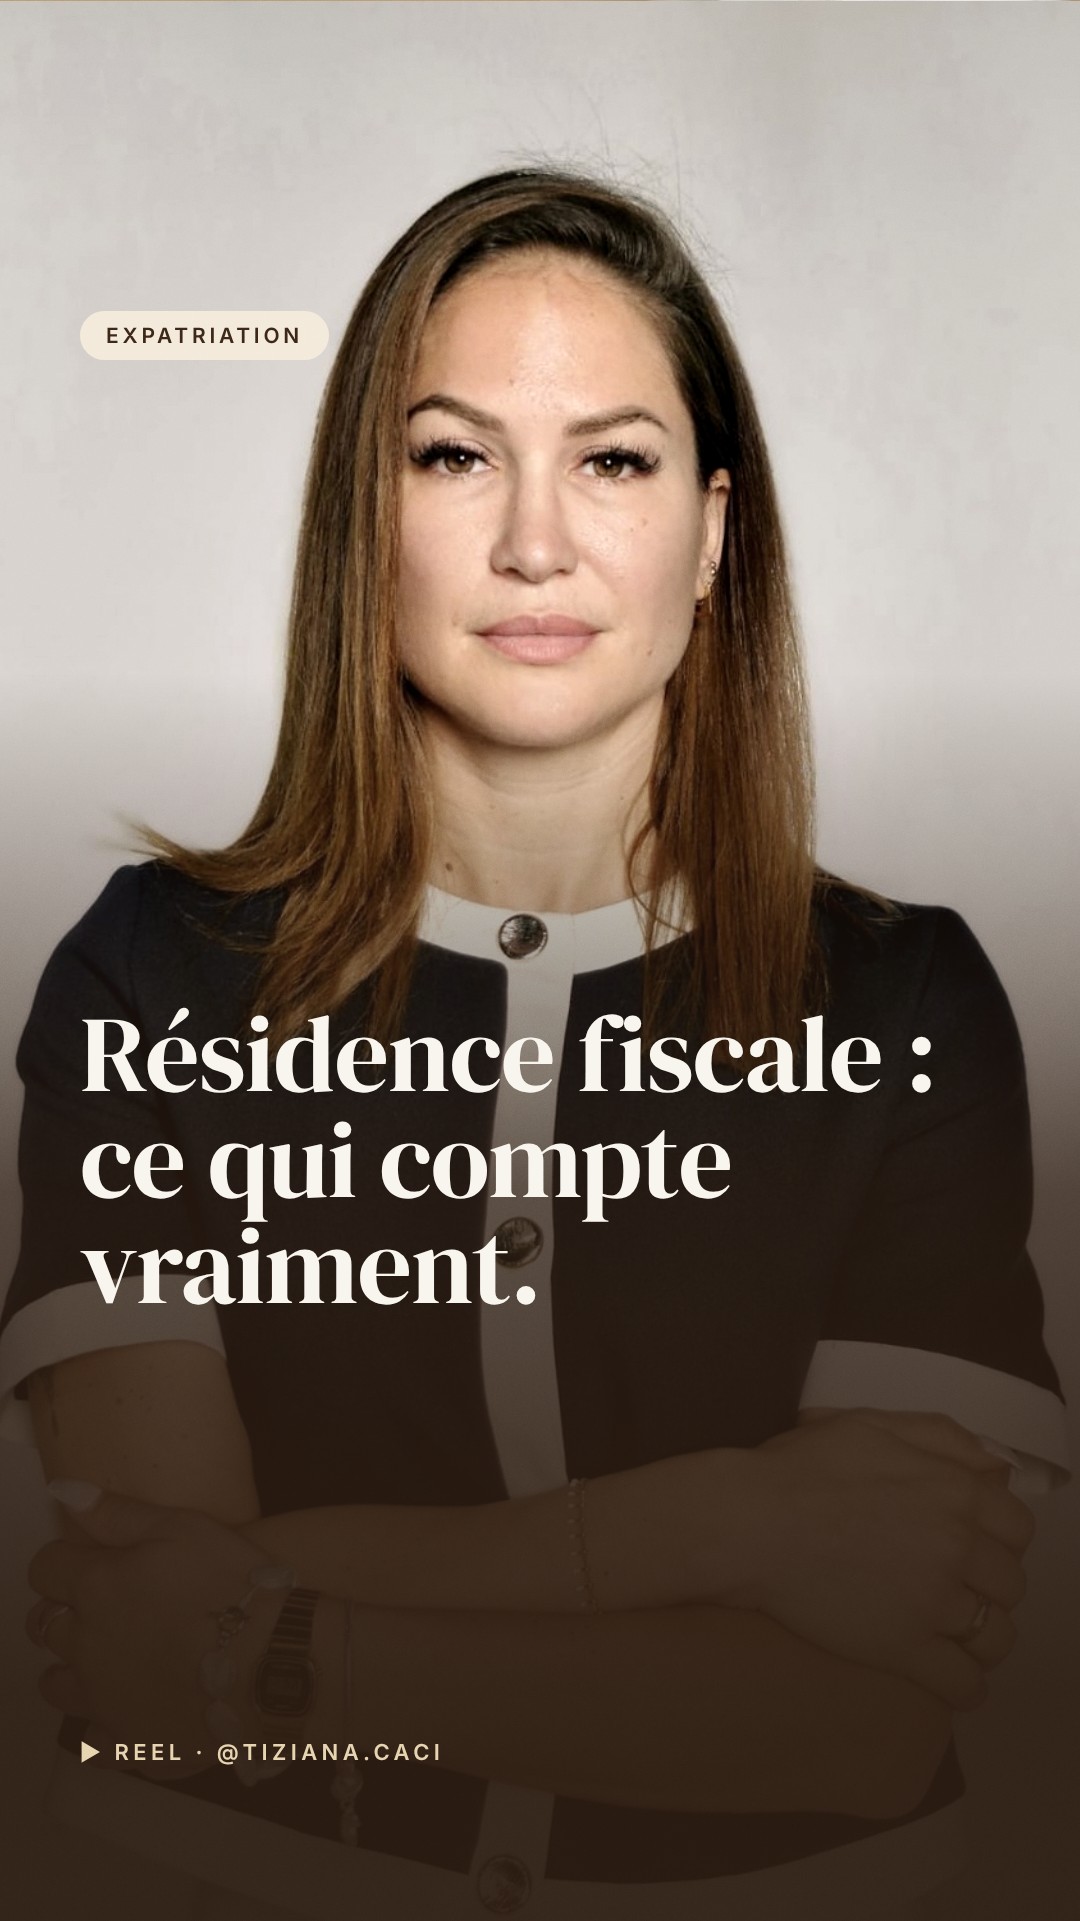 EXPATRIATION
Résidence fiscale :
ce qui compte
vraiment.
▶ REEL · @TIZIANA.CACI